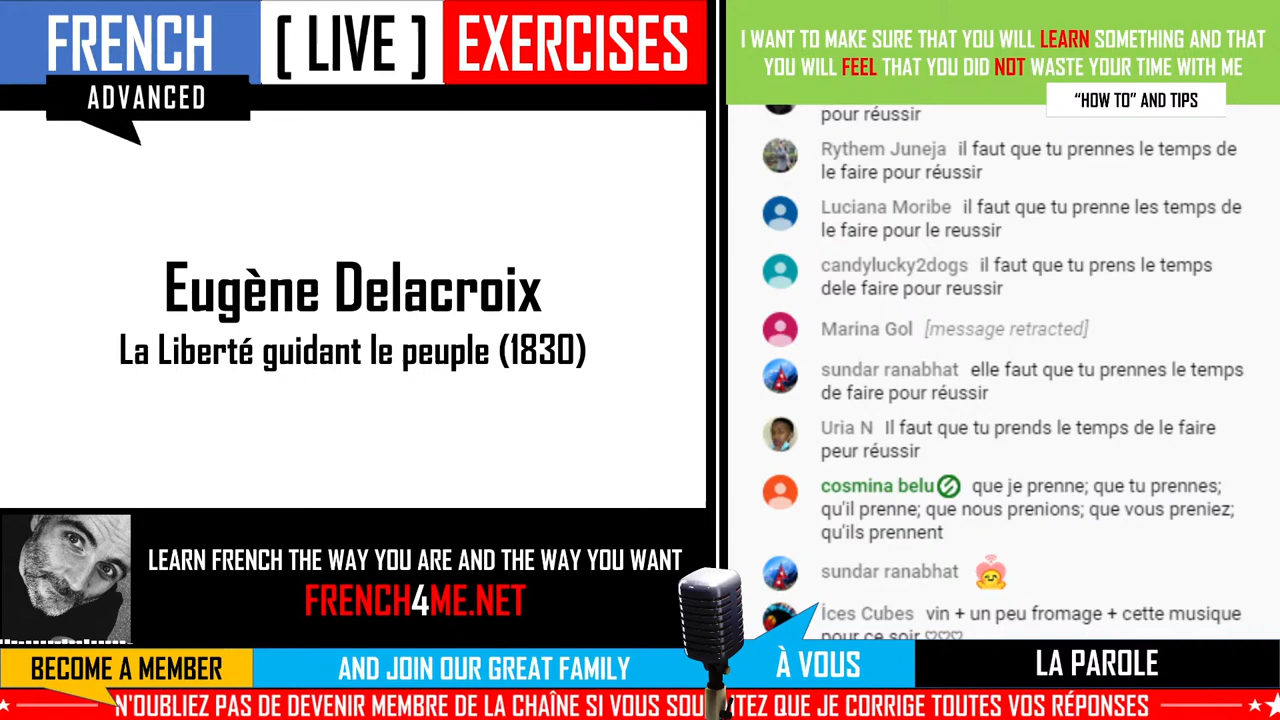 FRENCH [ LIVE ] EXERCISES
ADVANCED
Eugène Delacroix
La Liberté guidant le peuple (1830)
LEARN FRENCH THE WAY YOU ARE AND THE WAY YOU WANT
FRENCH4ME.NET
I WANT TO MAKE SURE THAT YOU WILL LEARN SOMETHING AND THAT
YOU WILL FEEL THAT YOU DID NOT WASTE YOUR TIME WITH ME
“HOW TO” AND TIPS
pour réussir
Rythem Juneja il faut que tu prennes le temps de
le faire pour réussir
Luciana Moribe il faut que tu prenne les temps de
le faire pour le reussir
candylucky2dogs il faut que tu prens le temps
dele faire pour reussir
Marina Gol [message retracted]
sundar ranabhat elle faut que tu prennes le temps
de faire pour réussir
Uria N Il faut que tu prends le temps de le faire
peur réussir
cosmina belu que je prenne; que tu prennes;
qu'il prenne; que nous prenions; que vous preniez;
qu'ils prennent
sundar ranabhat
İces Cubes vin + un peu fromage + cette musique
pour ce soir ♡♡♡
BECOME A MEMBER AND JOIN OUR GREAT FAMILY
À VOUS LA PAROLE
N'OUBLIEZ PAS DE DEVENIR MEMBRE DE LA CHAÎNE SI VOUS SOU TEZ QUE JE CORRIGE TOUTES VOS RÉPONSES